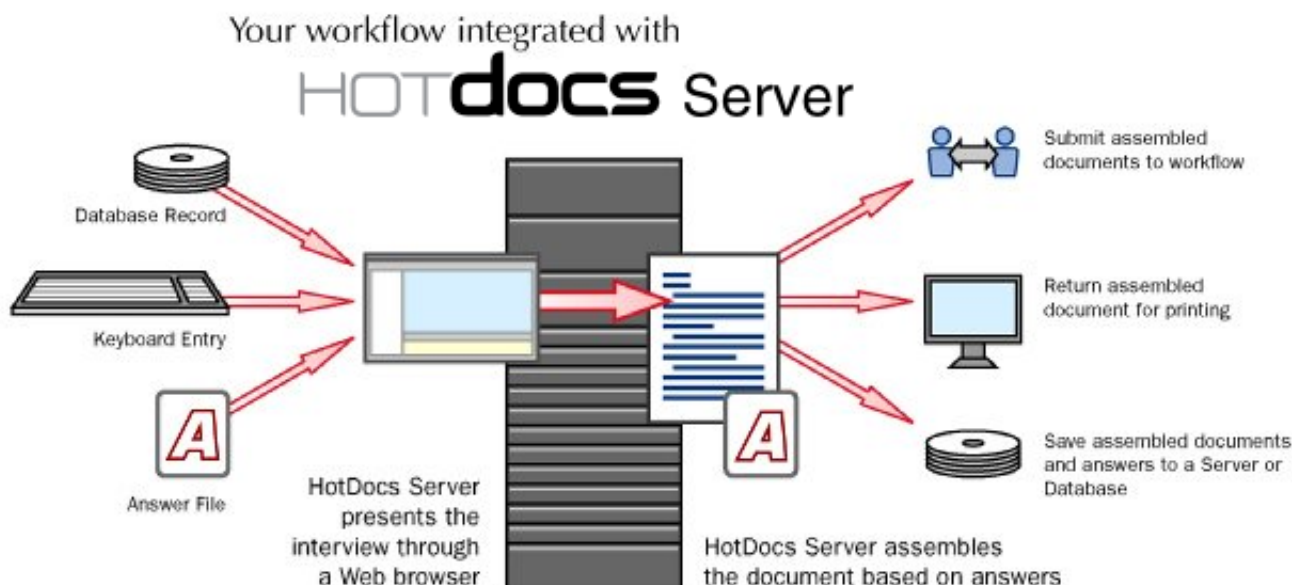 Your workflow integrated with
HOTdocs Server
Database Record
Keyboard Entry
A
Answer File
HotDocs Server
presents the
interview through
a Web browser
A
HotDocs Server assembles
the document based on answers
Submit assembled
documents to workflow
Return assembled
document for printing
Save assembled documents
and answers to a Server or
Database